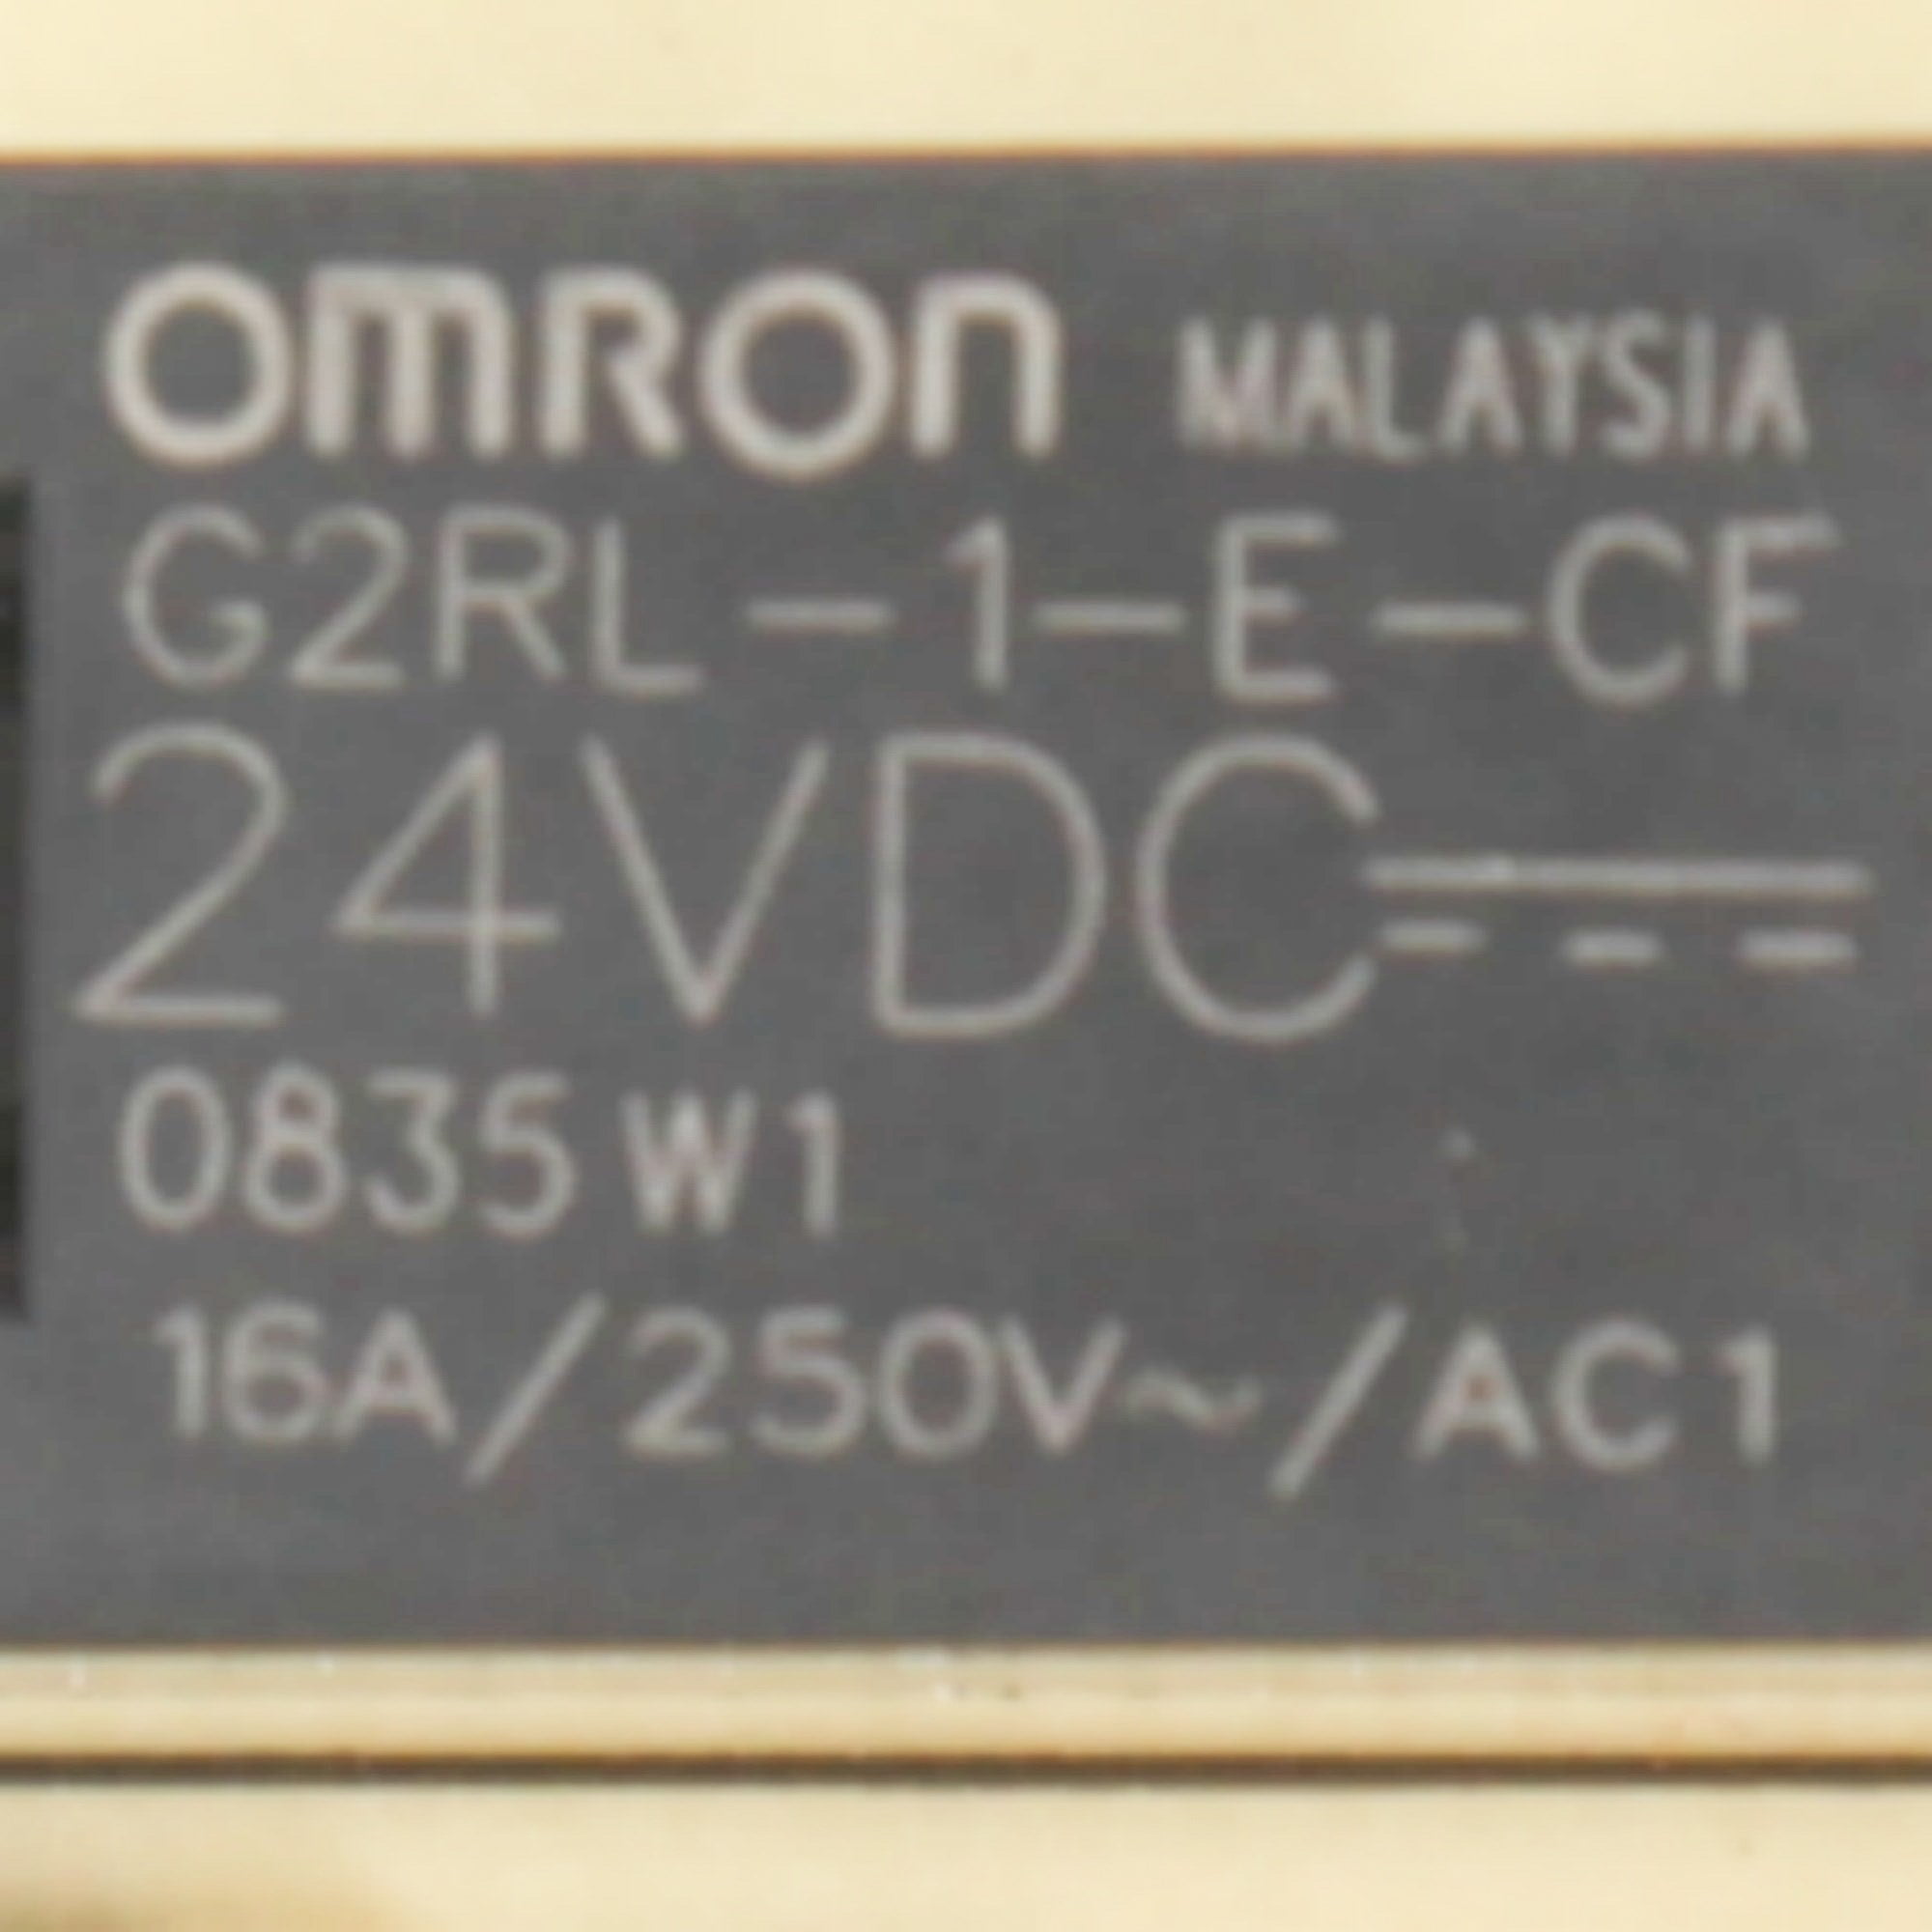 omron MALAYSIA
G2RL-1-E-CF
24VDC⎓
0835 W1
16A/250V~/AC1